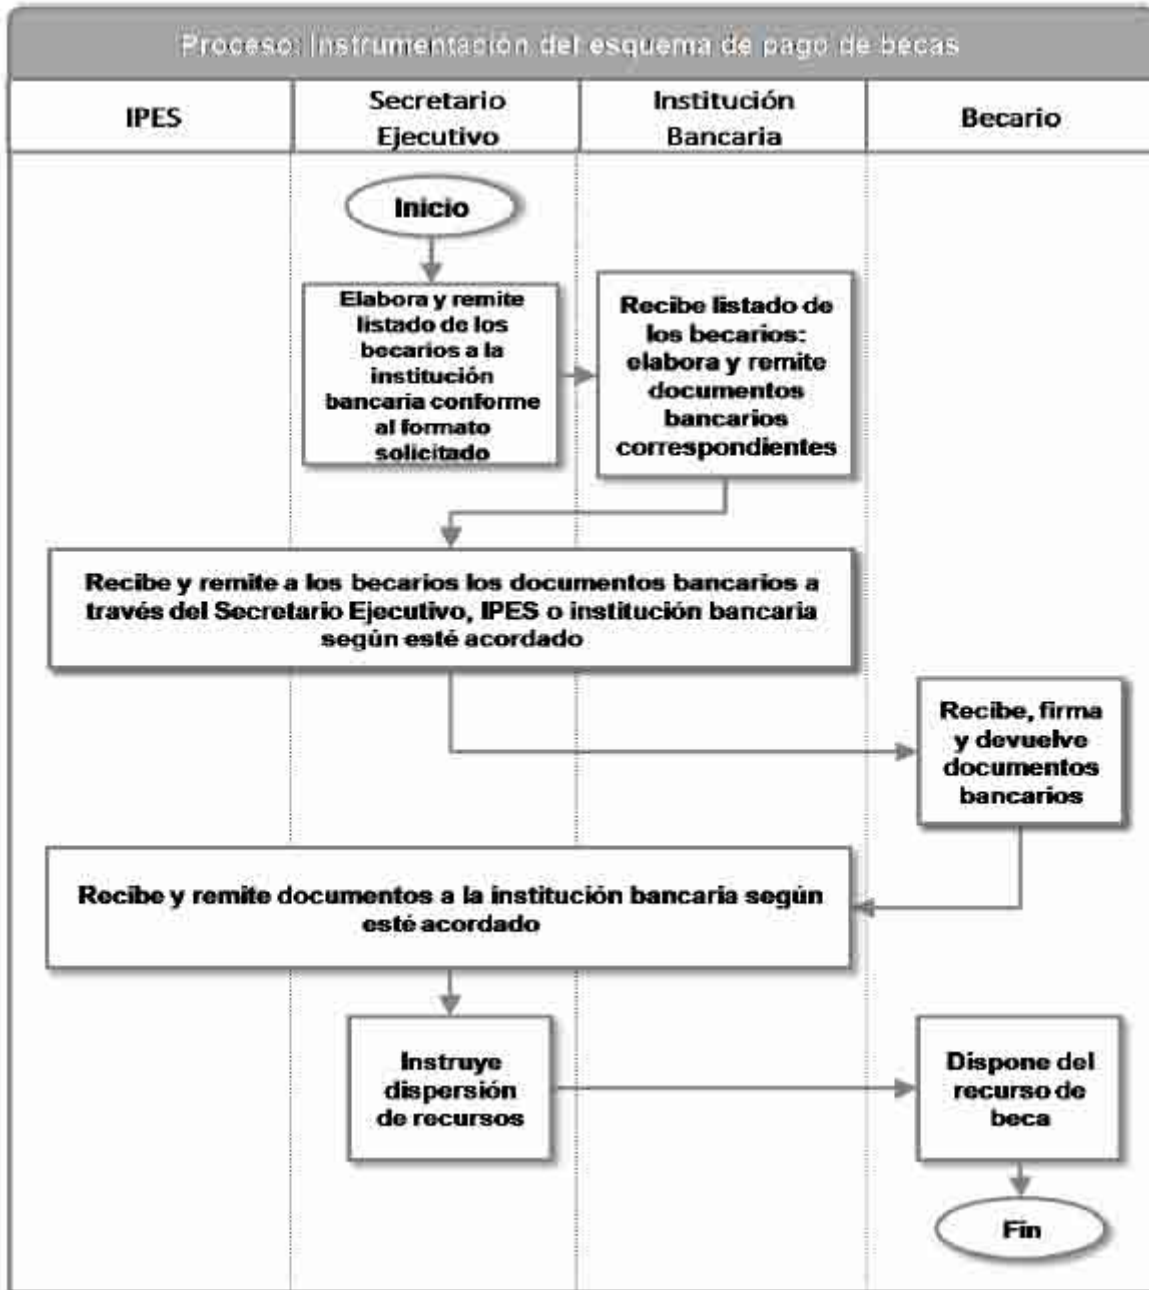 Proceso: Instrumentación del esquema de pago de becas
IPES
Secretario
Ejecutivo
Institución
Bancaria
Becario
Inicio
Elabora y remite
listado de los
becarios a la
institución
bancaria conforme
al formato
solicitado
Recibe listado de
los becarios:
elabora y remite
documentos
bancarios
correspondientes
Recibe y remite a los becarios los documentos bancarios a
través del Secretario Ejecutivo, IPES o institución bancaria
según esté acordado
Recibe, firma
y devuelve
documentos
bancarios
Recibe y remite documentos a la institución bancaria según
esté acordado
Instruye
dispersión
de recursos
Dispone del
recurso de
beca
Fin